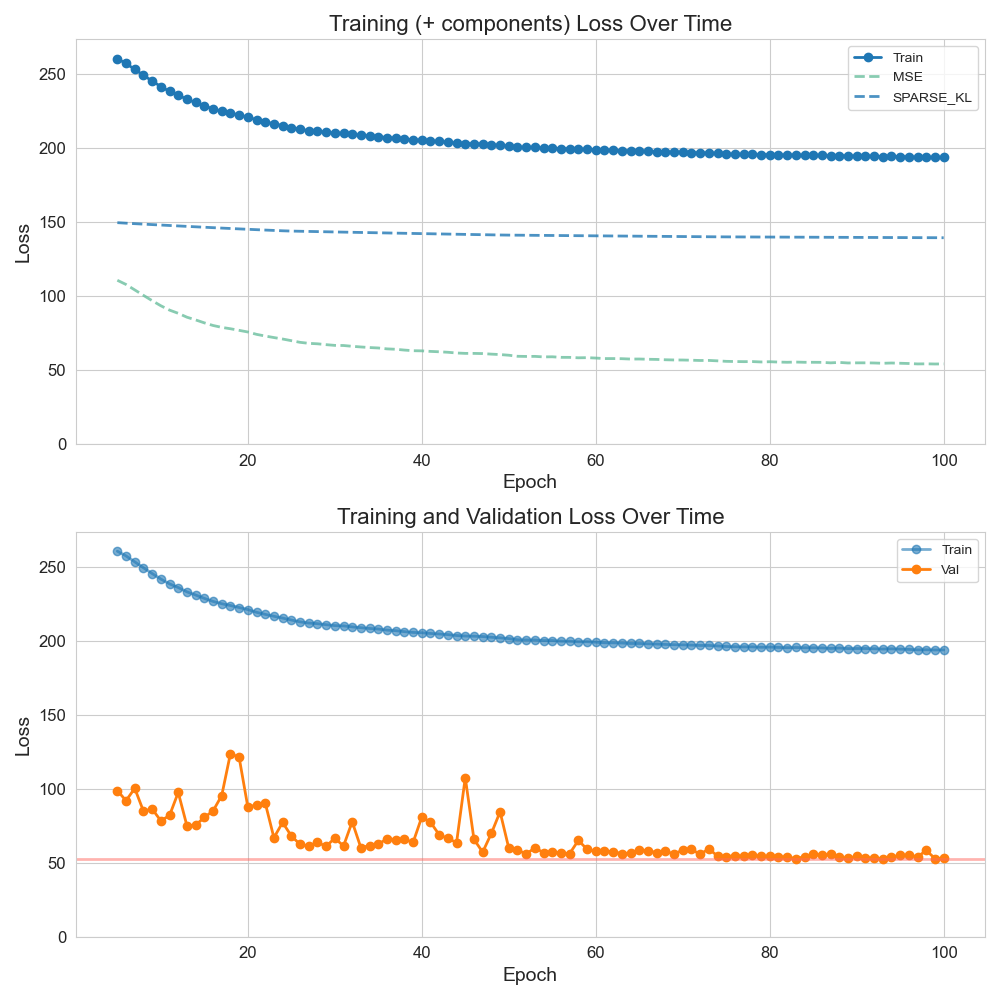 Training (+ components) Loss Over Time
Train
MSE
SPARSE_KL
Loss
250
200
150
100
50
0
20 40 60 80 100
Epoch
Training and Validation Loss Over Time
Train
Val
Loss
250
200
150
100
50
0
20 40 60 80 100
Epoch